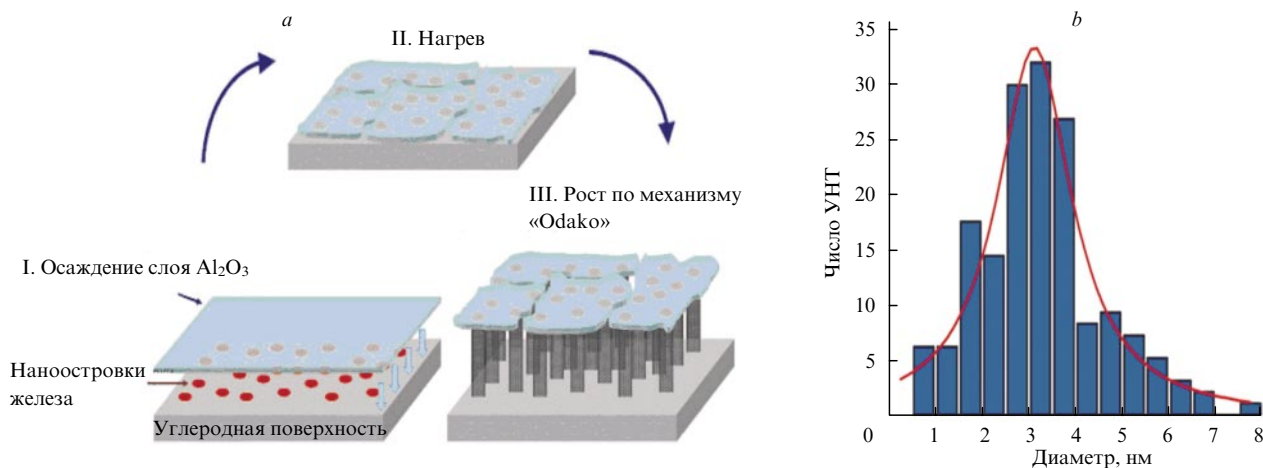 a
II. Нагрев
III. Рост по механизму
«Odako»
I. Осаждение слоя Al₂O₃
Наноостровки
железа
Углеродная поверхность
b
35
30
25
20
15
10
5
0
1 2 3 4 5 6 7 8
Число УНТ
Диаметр, нм